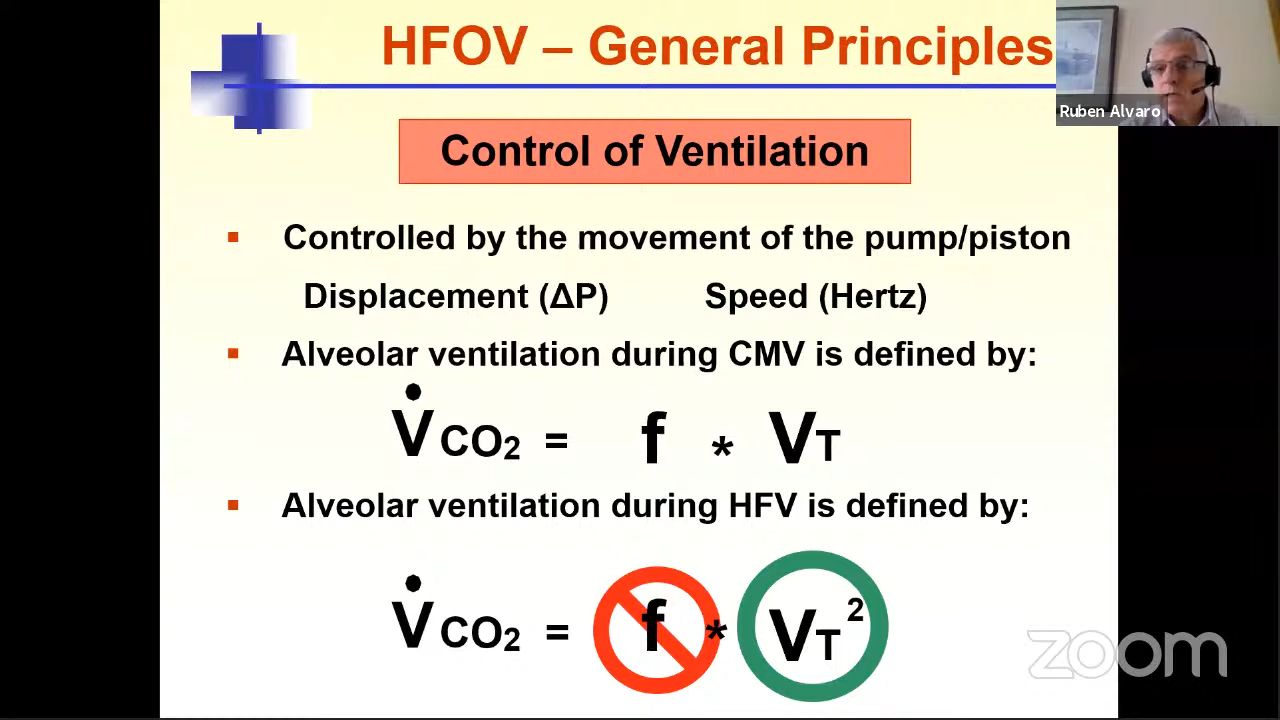 HFOV – General Principles
Ruben Alvaro
Control of Ventilation
▪ Controlled by the movement of the pump/piston
Displacement (ΔP) Speed (Hertz)
▪ Alveolar ventilation during CMV is defined by:
V̇CO₂ = f * VT
▪ Alveolar ventilation during HFV is defined by:
V̇CO₂ = f * VT²
zoom